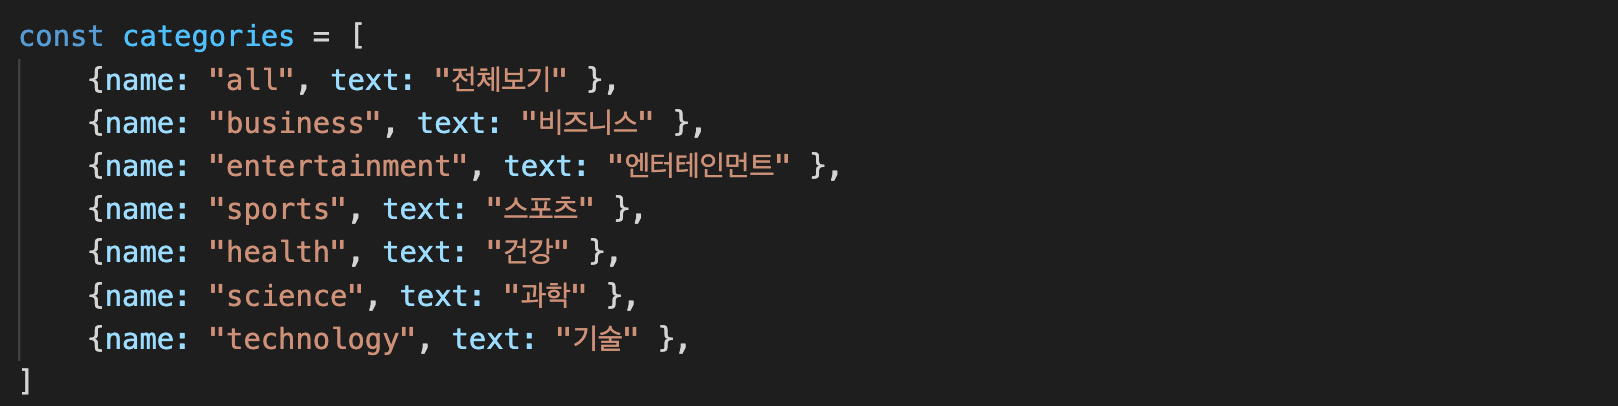 const categories = [
    {name: "all", text: "전체보기" },
    {name: "business", text: "비즈니스" },
    {name: "entertainment", text: "엔터테인먼트" },
    {name: "sports", text: "스포츠" },
    {name: "health", text: "건강" },
    {name: "science", text: "과학" },
    {name: "technology", text: "기술" },
]